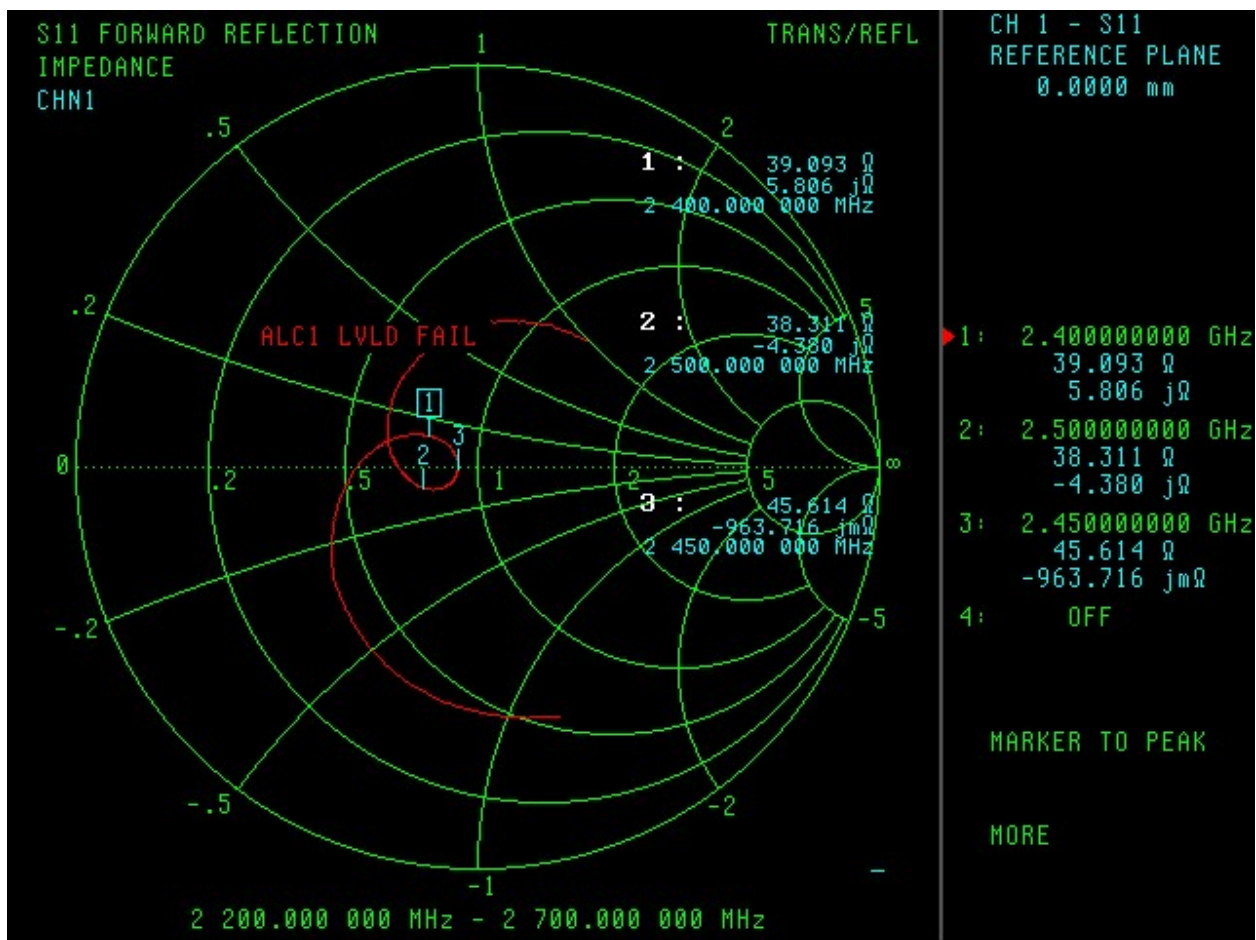 S11 FORWARD REFLECTION
TRANS/REFL
IMPEDANCE
CHN1
CH 1 - S11
REFERENCE PLANE
0.0000 mm
1
.5
2
1 :
39.093 Ω
5.806 jΩ
2 400.000 000 MHz
.2
5
ALC1 LVLD FAIL
2 :
38.311 Ω
-4.380 jΩ
2 500.000 000 MHz
1
3
2
0
.2
.5
1
2
5
∞
3 :
45.614 Ω
-963.716 jmΩ
2 450.000 000 MHz
-.2
-5
-.5
-2
-1
2 200.000 000 MHz - 2 700.000 000 MHz
1: 2.400000000 GHz
39.093 Ω
5.806 jΩ
2: 2.500000000 GHz
38.311 Ω
-4.380 jΩ
3: 2.450000000 GHz
45.614 Ω
-963.716 jmΩ
4: OFF
MARKER TO PEAK
MORE